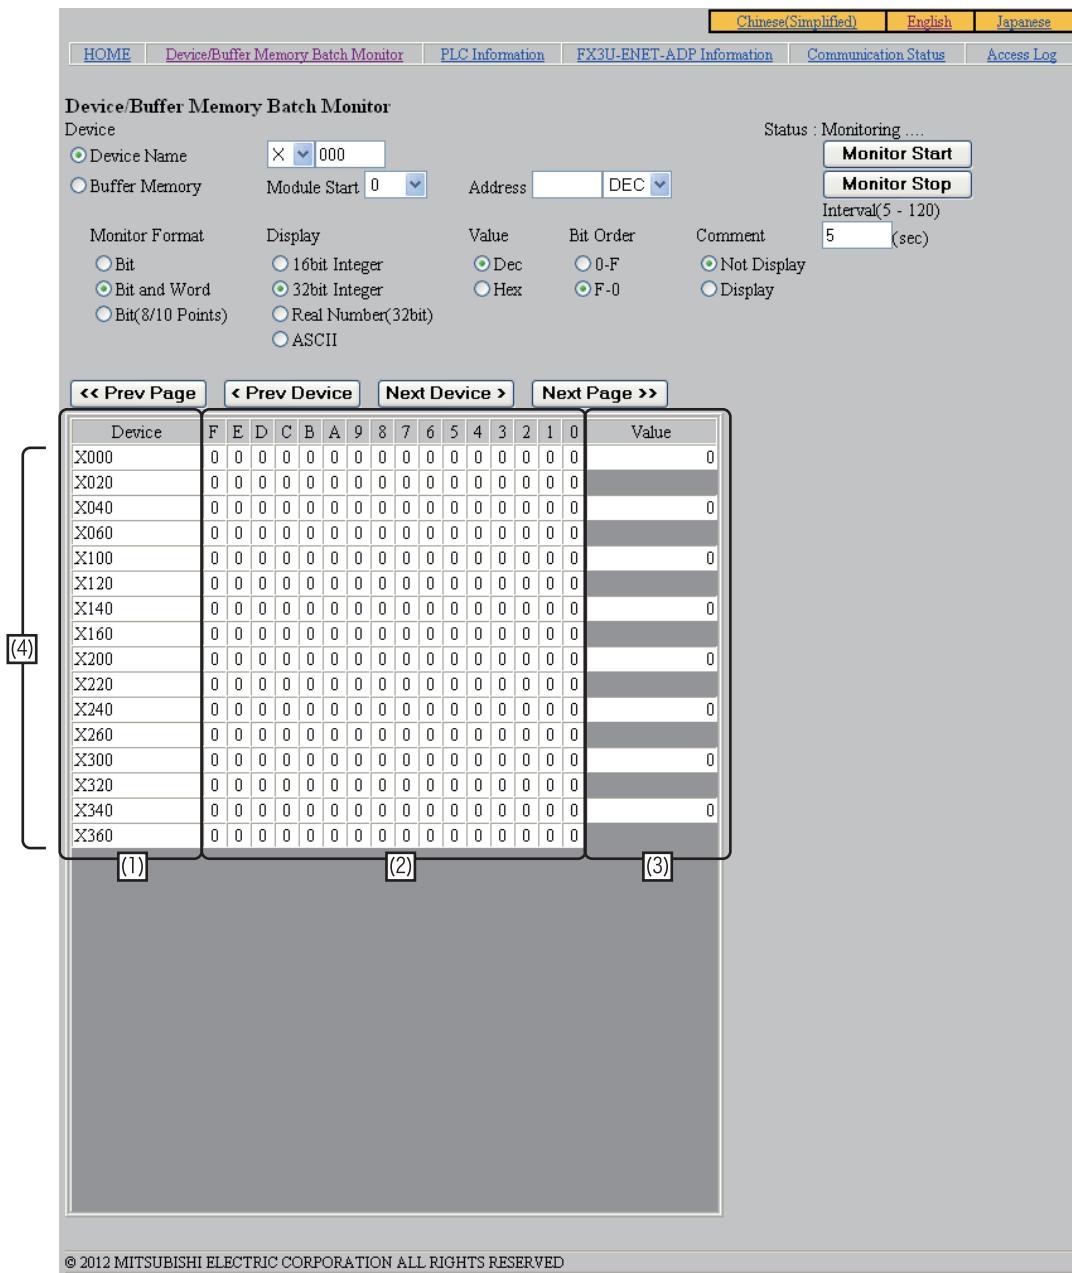 Chinese(Simplified) English Japanese
HOME Device/Buffer Memory Batch Monitor PLC Information FX3U-ENET-ADP Information Communication Status Access Log
Device/Buffer Memory Batch Monitor
Device Status : Monitoring ....
Device Name X 000 Monitor Start
Buffer Memory Module Start 0 Address DEC Monitor Stop
Interval(5 - 120)
Monitor Format Display Value Bit Order Comment 5 (sec)
Bit 16bit Integer Dec 0-F Not Display
Bit and Word 32bit Integer Hex F-0 Display
Bit(8/10 Points) Real Number(32bit)
ASCII
<< Prev Page < Prev Device Next Device > Next Page >>
Device F E D C B A 9 8 7 6 5 4 3 2 1 0 Value
X000 0 0 0 0 0 0 0 0 0 0 0 0 0 0 0 0 0
X020 0 0 0 0 0 0 0 0 0 0 0 0 0 0 0 0
X040 0 0 0 0 0 0 0 0 0 0 0 0 0 0 0 0 0
X060 0 0 0 0 0 0 0 0 0 0 0 0 0 0 0 0
X100 0 0 0 0 0 0 0 0 0 0 0 0 0 0 0 0 0
X120 0 0 0 0 0 0 0 0 0 0 0 0 0 0 0 0
X140 0 0 0 0 0 0 0 0 0 0 0 0 0 0 0 0 0
X160 0 0 0 0 0 0 0 0 0 0 0 0 0 0 0 0
(4)
X200 0 0 0 0 0 0 0 0 0 0 0 0 0 0 0 0 0
X220 0 0 0 0 0 0 0 0 0 0 0 0 0 0 0 0
X240 0 0 0 0 0 0 0 0 0 0 0 0 0 0 0 0 0
X260 0 0 0 0 0 0 0 0 0 0 0 0 0 0 0 0
X300 0 0 0 0 0 0 0 0 0 0 0 0 0 0 0 0 0
X320 0 0 0 0 0 0 0 0 0 0 0 0 0 0 0 0
X340 0 0 0 0 0 0 0 0 0 0 0 0 0 0 0 0 0
X360 0 0 0 0 0 0 0 0 0 0 0 0 0 0 0 0
(1) (2) (3)
© 2012 MITSUBISHI ELECTRIC CORPORATION ALL RIGHTS RESERVED